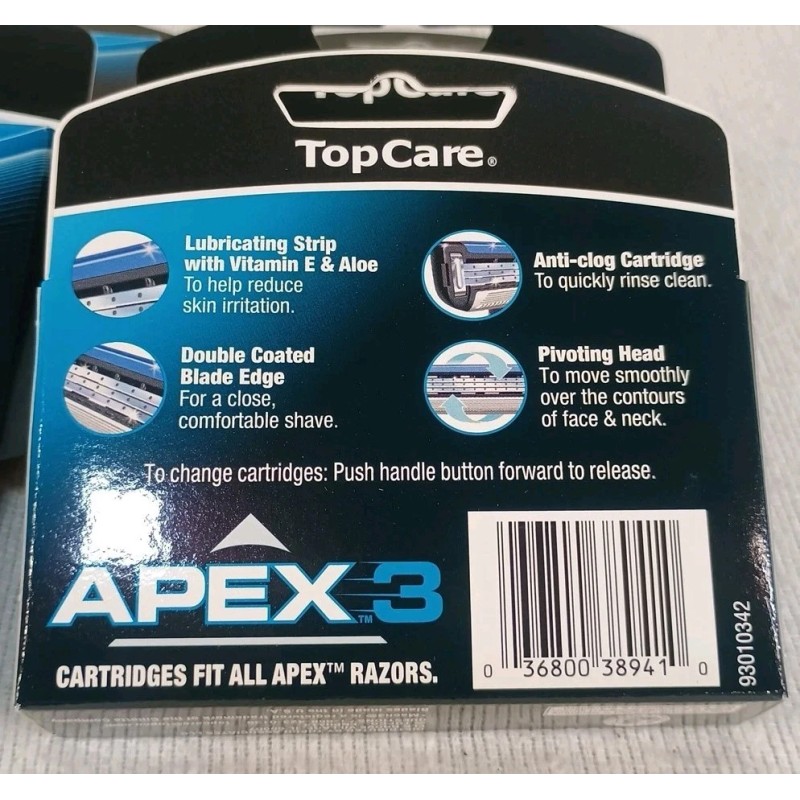 TopCare
TopCare®
Lubricating Strip
with Vitamin E & Aloe
To help reduce
skin irritation.
Double Coated
Blade Edge
For a close,
comfortable shave.
Anti-clog Cartridge
To quickly rinse clean.
Pivoting Head
To move smoothly
over the contours
of face & neck.
To change cartridges: Push handle button forward to release.
APEX™ 3
CARTRIDGES FIT ALL APEX™ RAZORS.
0 36800 38941 0
93010342